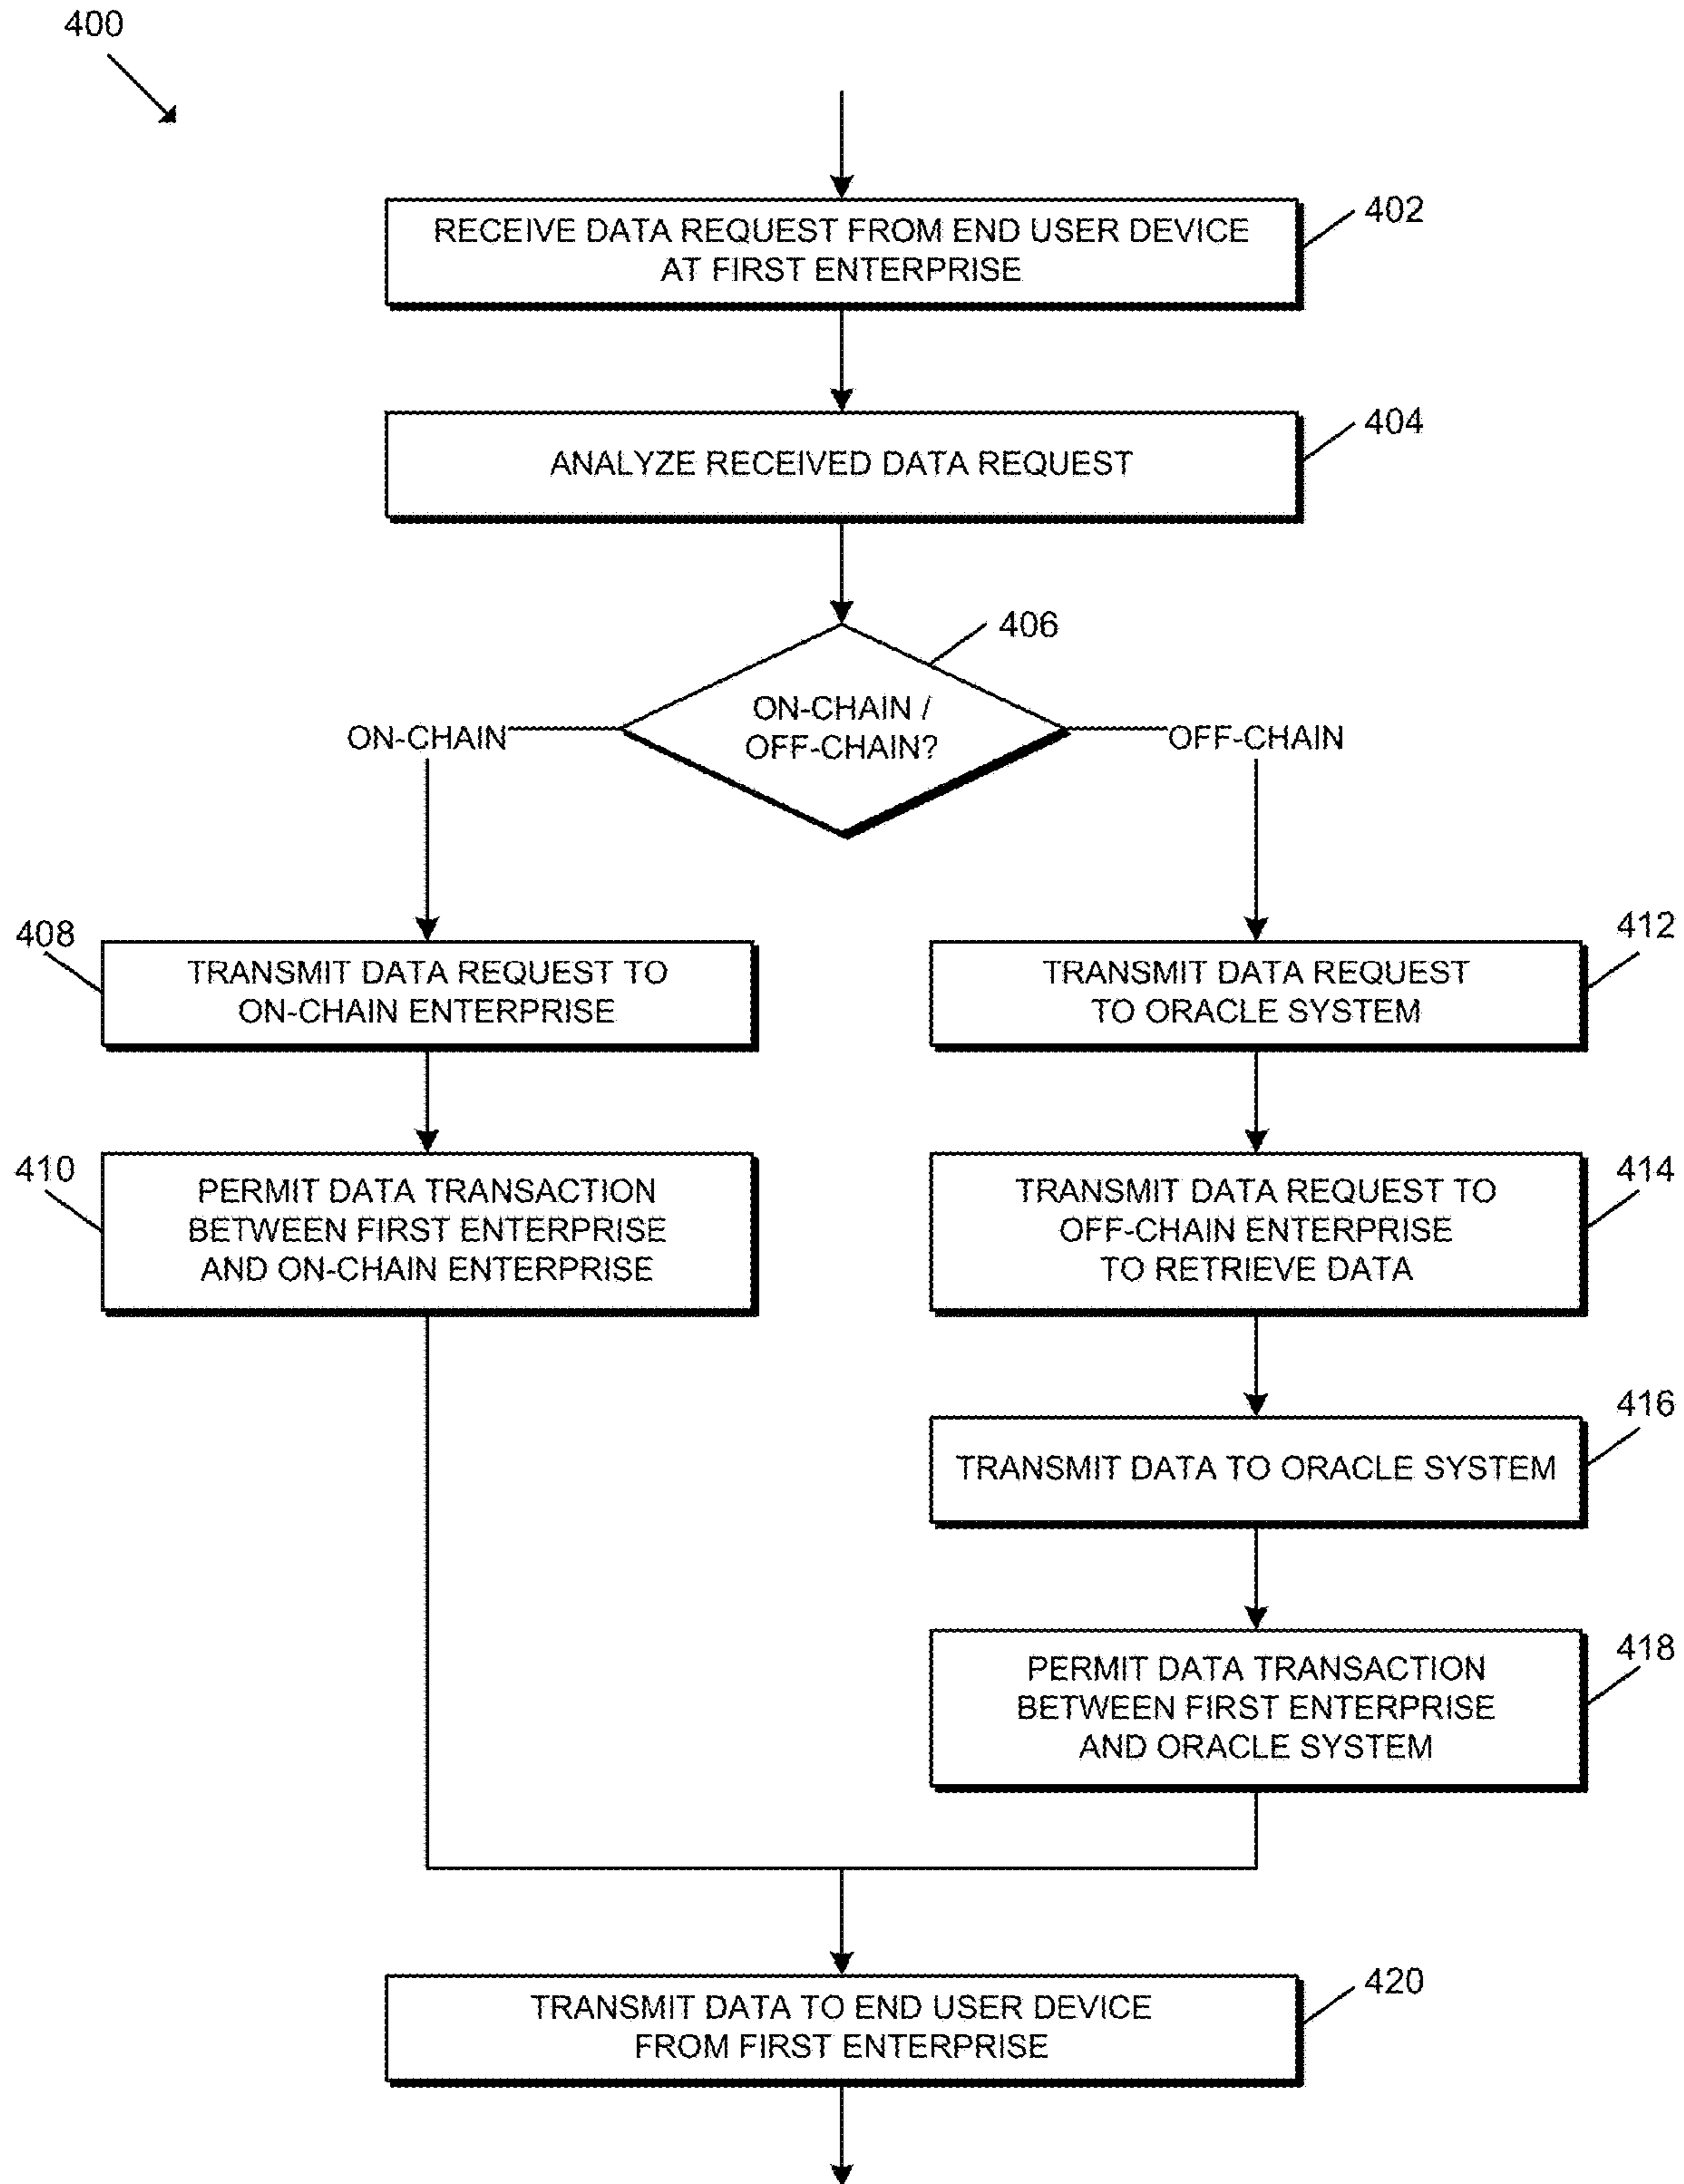 400
RECEIVE DATA REQUEST FROM END USER DEVICE
AT FIRST ENTERPRISE
402
ANALYZE RECEIVED DATA REQUEST
404
406
ON-CHAIN /
OFF-CHAIN?
ON-CHAIN
OFF-CHAIN
408
TRANSMIT DATA REQUEST TO
ON-CHAIN ENTERPRISE
412
TRANSMIT DATA REQUEST
TO ORACLE SYSTEM
410
PERMIT DATA TRANSACTION
BETWEEN FIRST ENTERPRISE
AND ON-CHAIN ENTERPRISE
414
TRANSMIT DATA REQUEST TO
OFF-CHAIN ENTERPRISE
TO RETRIEVE DATA
416
TRANSMIT DATA TO ORACLE SYSTEM
418
PERMIT DATA TRANSACTION
BETWEEN FIRST ENTERPRISE
AND ORACLE SYSTEM
420
TRANSMIT DATA TO END USER DEVICE
FROM FIRST ENTERPRISE